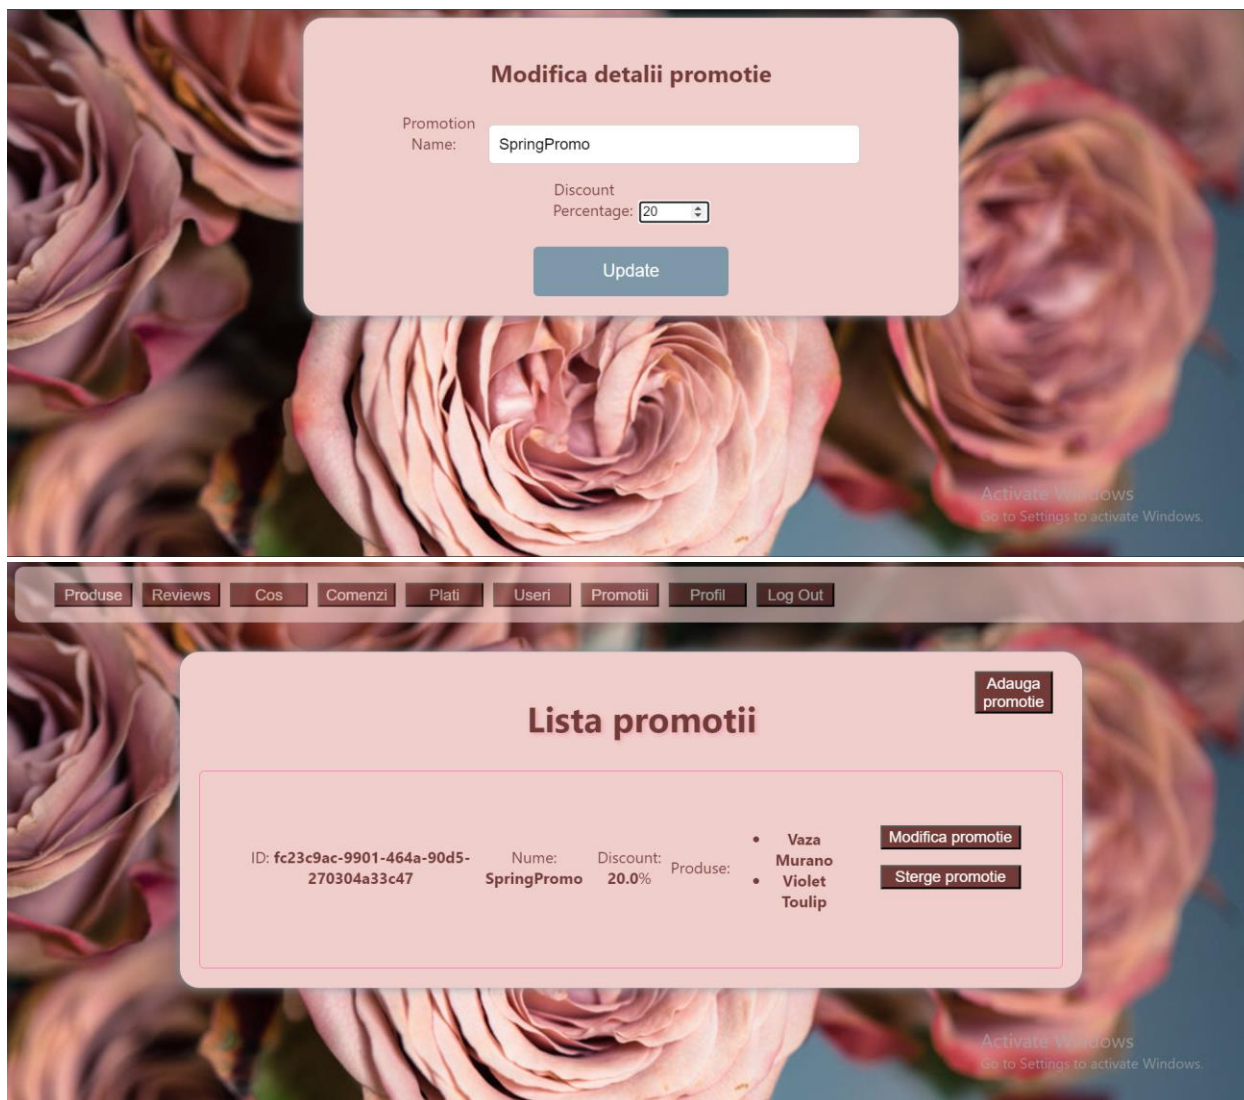 Modifica detalii promotie
Promotion
Name:
SpringPromo
Discount
Percentage: 20
Update
Activate Windows
Go to Settings to activate Windows.
Produse Reviews Cos Comenzi Plati Useri Promotii Profil Log Out
Adauga
promotie
Lista promotii
ID: fc23c9ac-9901-464a-90d5-
270304a33c47
Nume:
SpringPromo
Discount:
20.0%
Produse:
• Vaza
Murano
• Violet
Toulip
Modifica promotie
Sterge promotie
Activate Windows
Go to Settings to activate Windows.